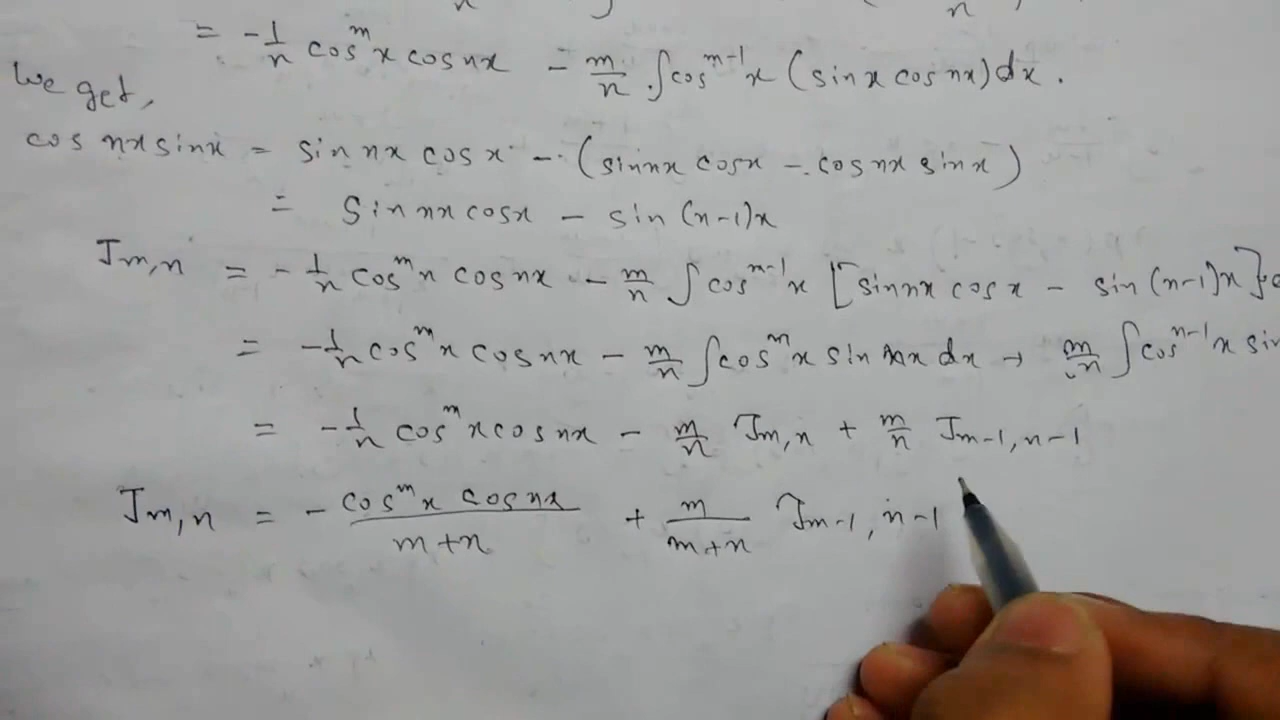 n n
= -1/n cos^m x cos nx - m/n . ∫cos^(m-1) x (sin x cos nx) dx .
We get,
cos nx sin x = sin nx cos x - (sin nx cos x - cos nx sin x)
= Sin nx cos x - sin (n-1)x
Jm,n = -1/n cos^m x cos nx - m/n ∫ cos^(m-1) x [sin nx cos x - sin (n-1)x]
= -1/n cos^m x cos nx - m/n ∫cos^m x sin nx dx → m/n ∫cos^(n-1) x sin
= -1/n cos^m x cos nx - m/n Jm,n + m/n Jm-1, n-1
Jm,n = - cos^m x cos nx / m+n + m / m+n Jm-1, n-1